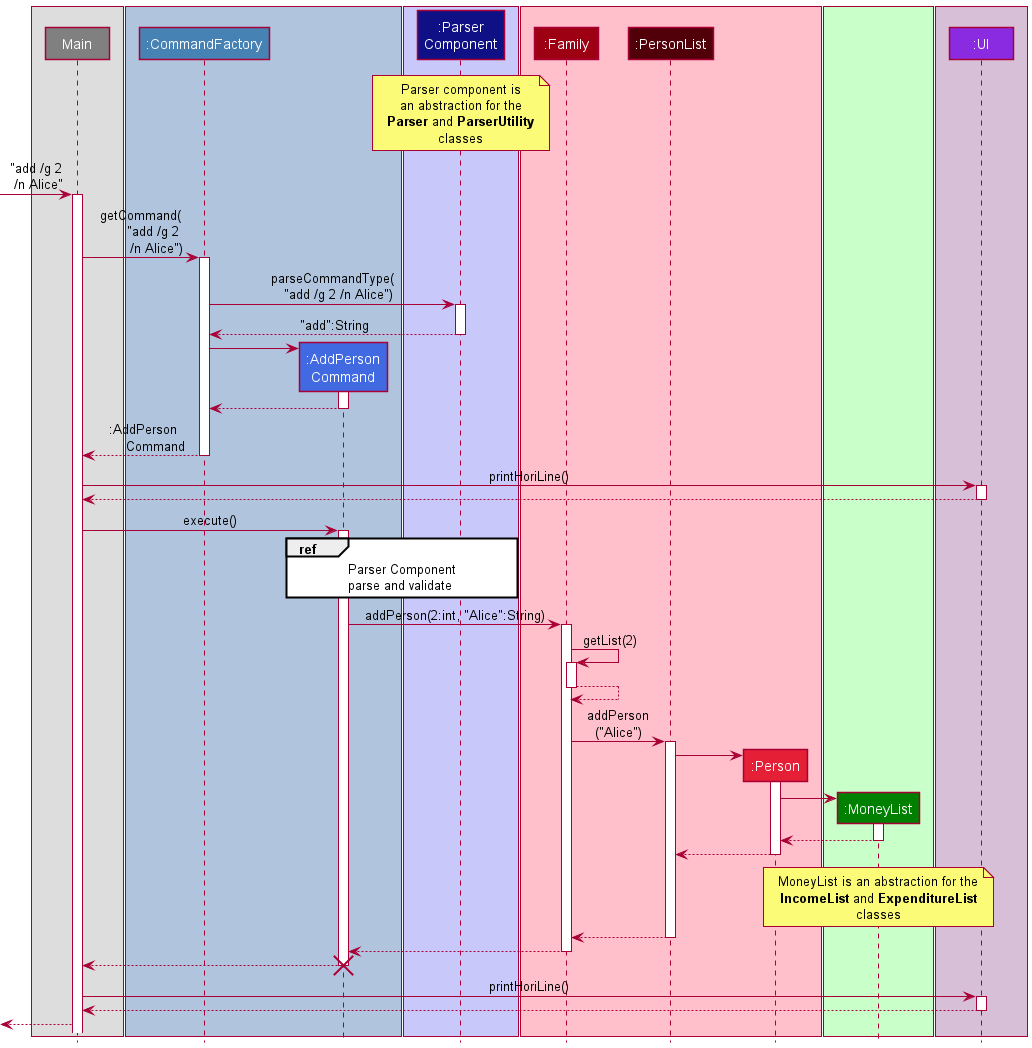 Main
:CommandFactory
:Parser
Component
:Family
:PersonList
:UI
Parser component is
an abstraction for the
Parser and ParserUtility
classes
"add /g 2
/n Alice"
getCommand(
"add /g 2
/n Alice")
parseCommandType(
"add /g 2 /n Alice")
"add":String
:AddPerson
Command
:AddPerson
Command
printHoriLine()
execute()
ref
Parser Component
parse and validate
addPerson(2:int, "Alice":String)
getList(2)
addPerson
("Alice")
:Person
:MoneyList
MoneyList is an abstraction for the
IncomeList and ExpenditureList
classes
printHoriLine()